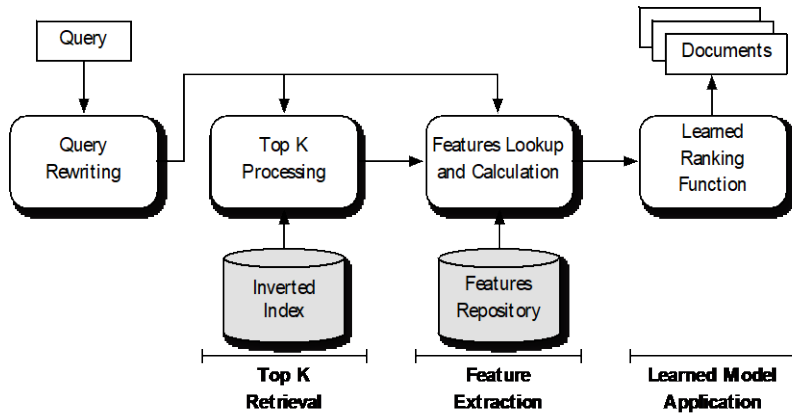 Query
Documents
Query
Rewriting
Top K
Processing
Features Lookup
and Calculation
Learned
Ranking
Function
Inverted
Index
Features
Repository
Top K
Retrieval
Feature
Extraction
Learned Model
Application